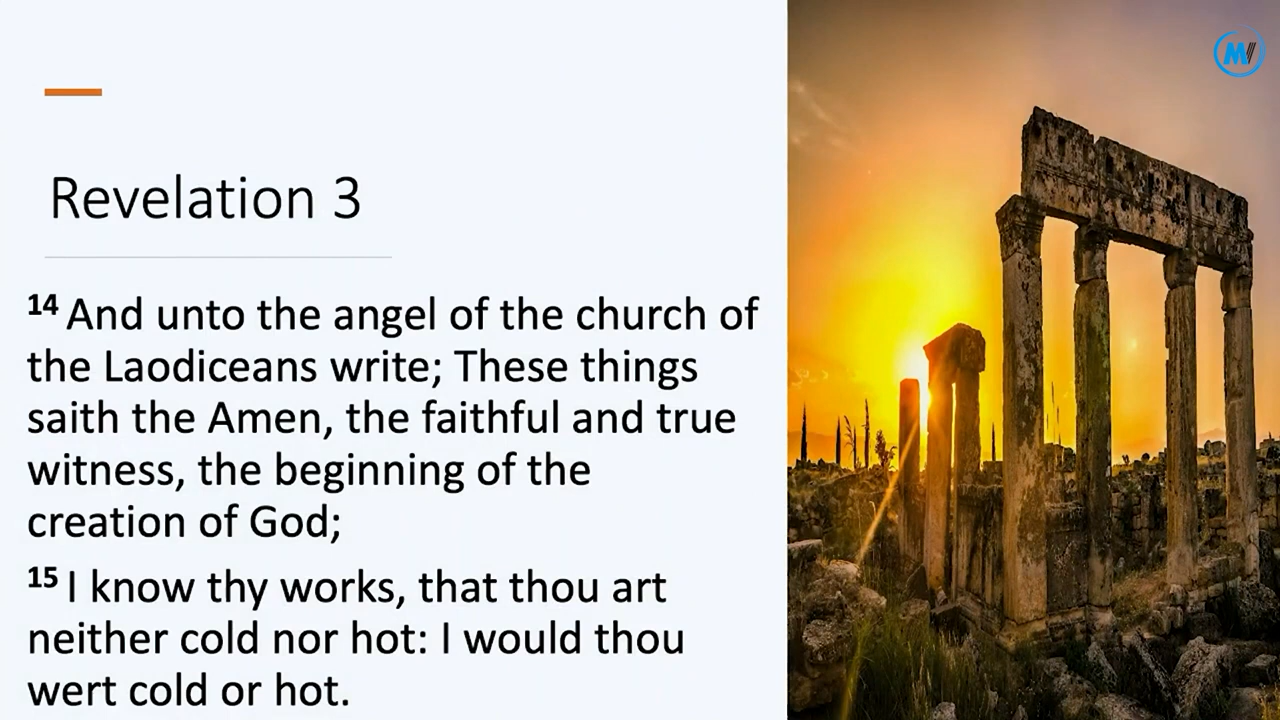 Revelation 3
14 And unto the angel of the church of
the Laodiceans write; These things
saith the Amen, the faithful and true
witness, the beginning of the
creation of God;
15 I know thy works, that thou art
neither cold nor hot: I would thou
wert cold or hot.